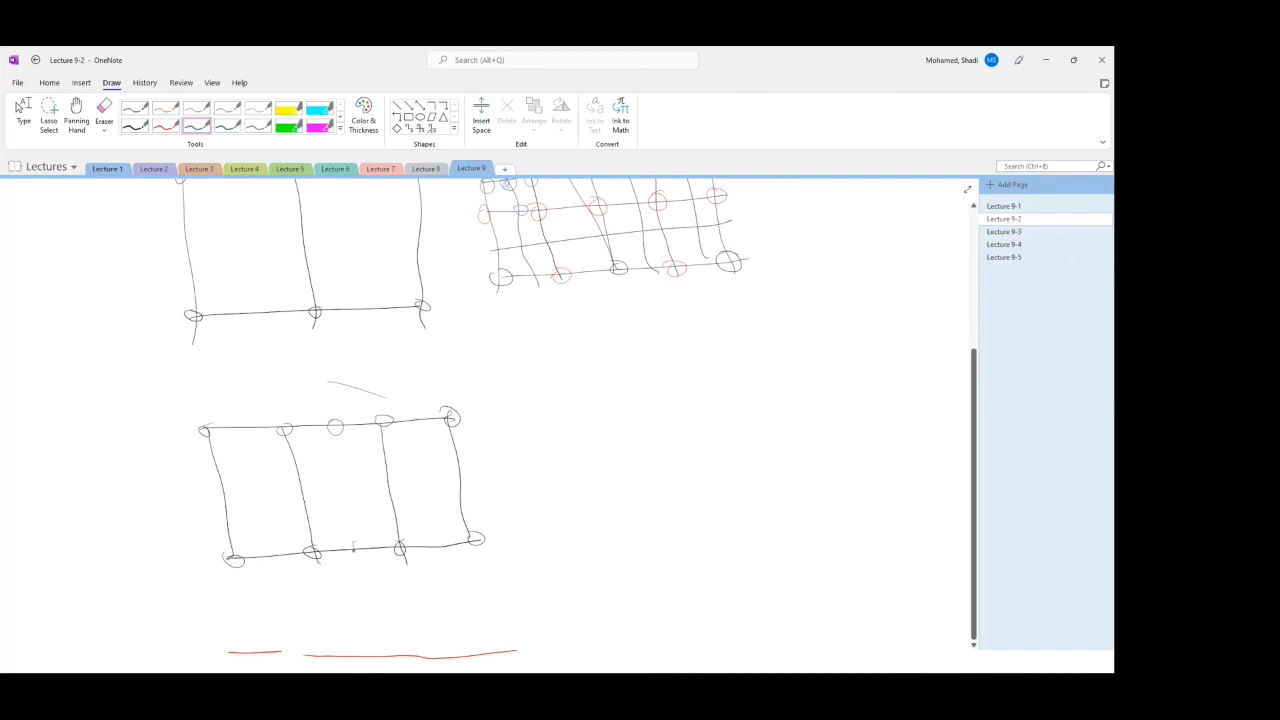 Lecture 9-2 - OneNote
Search (Alt+Q)
Mohamed, Shadi
MS
File Home Insert Draw History Review View Help
Type
Lasso Select
Panning Hand
Eraser
Color & Thickness
Insert Space
Delete
Arrange
Rotate
Ink to Text
Ink to Math
Tools
Shapes
Edit
Convert
Lectures
Lecture 1
Lecture 2
Lecture 3
Lecture 4
Lecture 5
Lecture 6
Lecture 7
Lecture 8
Lecture 9
Search (Ctrl+E)
Add Page
Lecture 9-1
Lecture 9-2
Lecture 9-3
Lecture 9-4
Lecture 9-5